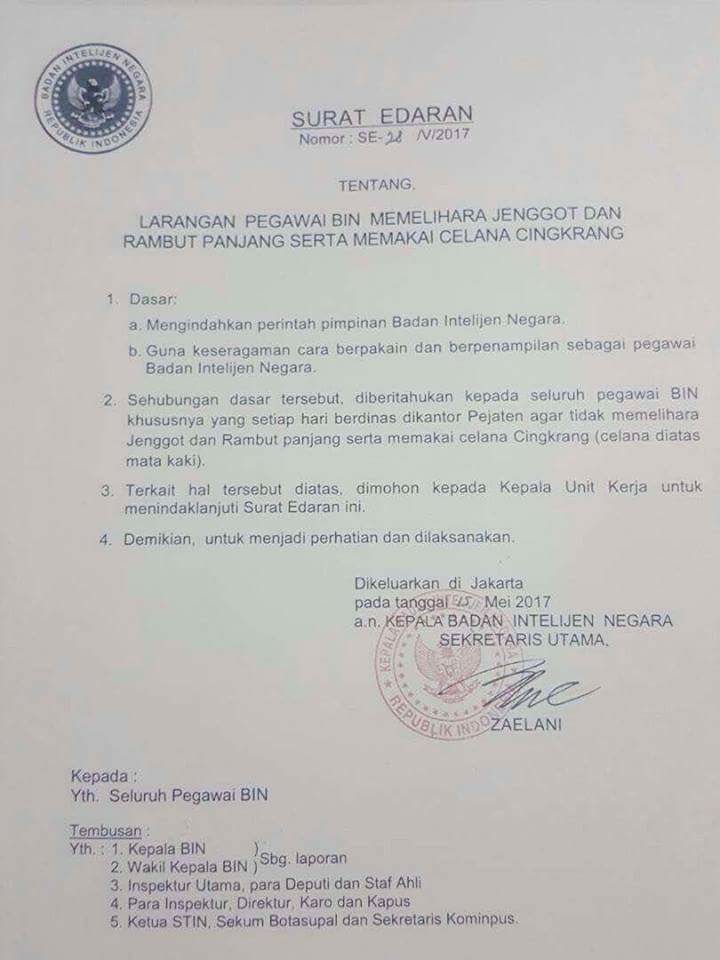 BADAN INTELIJEN NEGARA
REPUBLIK INDONESIA
SURAT EDARAN
Nomor : SE-28 /V/2017
TENTANG.
LARANGAN PEGAWAI BIN MEMELIHARA JENGGOT DAN
RAMBUT PANJANG SERTA MEMAKAI CELANA CINGKRANG
1. Dasar:
a. Mengindahkan perintah pimpinan Badan Intelijen Negara.
b. Guna keseragaman cara berpakain dan berpenampilan sebagai pegawai
Badan Intelijen Negara.
2. Sehubungan dasar tersebut, diberitahukan kepada seluruh pegawai BIN
khususnya yang setiap hari berdinas dikantor Pejaten agar tidak memelihara
Jenggot dan Rambut panjang serta memakai celana Cingkrang (celana diatas
mata kaki).
3. Terkait hal tersebut diatas, dimohon kepada Kepala Unit Kerja untuk
menindaklanjuti Surat Edaran ini.
4. Demikian, untuk menjadi perhatian dan dilaksanakan.
Dikeluarkan di Jakarta
pada tanggal 15 Mei 2017
a.n. KEPALA BADAN INTELIJEN NEGARA
SEKRETARIS UTAMA,
KEPALA BADAN INTELIJEN NEGARA
REPUBLIK INDONESIA
ZAELANI
Kepada :
Yth. Seluruh Pegawai BIN
Tembusan :
Yth. : 1. Kepala BIN )
2. Wakil Kepala BIN ) Sbg. laporan
3. Inspektur Utama, para Deputi dan Staf Ahli
4. Para Inspektur, Direktur, Karo dan Kapus
5. Ketua STIN, Sekum Botasupal dan Sekretaris Kominpus.